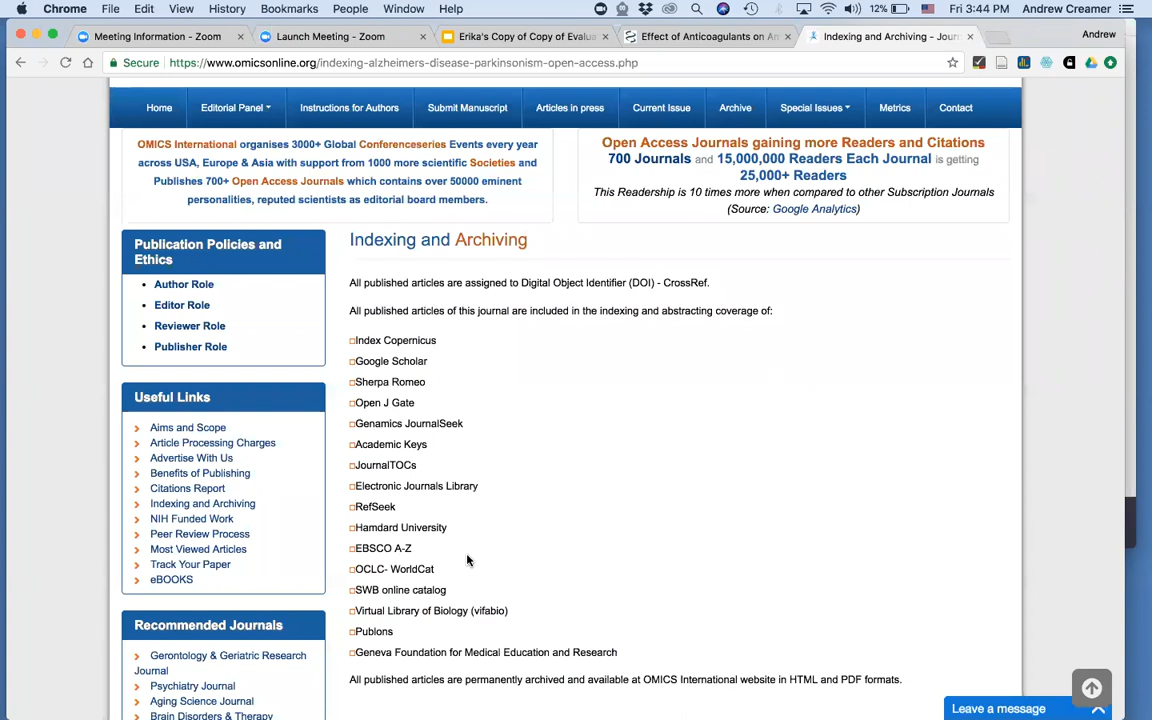 Chrome File Edit View History Bookmarks People Window Help 12% Fri 3:44 PM Andrew Creamer
Meeting Information - Zoom Launch Meeting - Zoom Erika's Copy of Copy of Evalua Effect of Anticoagulants on Am Indexing and Archiving - Jour Andrew
Secure https://www.omicsonline.org/indexing-alzheimers-disease-parkinsonism-open-access.php
Home Editorial Panel Instructions for Authors Submit Manuscript Articles in press Current Issue Archive Special Issues Metrics Contact
OMICS International organises 3000+ Global Conferenceseries Events every year
across USA, Europe & Asia with support from 1000 more scientific Societies and
Publishes 700+ Open Access Journals which contains over 50000 eminent
personalities, reputed scientists as editorial board members.
Open Access Journals gaining more Readers and Citations
700 Journals and 15,000,000 Readers Each Journal is getting
25,000+ Readers
This Readership is 10 times more when compared to other Subscription Journals
(Source: Google Analytics)
Publication Policies and
Ethics
Author Role
Editor Role
Reviewer Role
Publisher Role
Useful Links
Aims and Scope
Article Processing Charges
Advertise With Us
Benefits of Publishing
Citations Report
Indexing and Archiving
NIH Funded Work
Peer Review Process
Most Viewed Articles
Track Your Paper
eBOOKS
Recommended Journals
Gerontology & Geriatric Research
Journal
Psychiatry Journal
Aging Science Journal
Brain Disorders & Therapy
Indexing and Archiving
All published articles are assigned to Digital Object Identifier (DOI) - CrossRef.
All published articles of this journal are included in the indexing and abstracting coverage of:
Index Copernicus
Google Scholar
Sherpa Romeo
Open J Gate
Genamics JournalSeek
Academic Keys
JournalTOCs
Electronic Journals Library
RefSeek
Hamdard University
EBSCO A-Z
OCLC- WorldCat
SWB online catalog
Virtual Library of Biology (vifabio)
Publons
Geneva Foundation for Medical Education and Research
All published articles are permanently archived and available at OMICS International website in HTML and PDF formats.
Leave a message